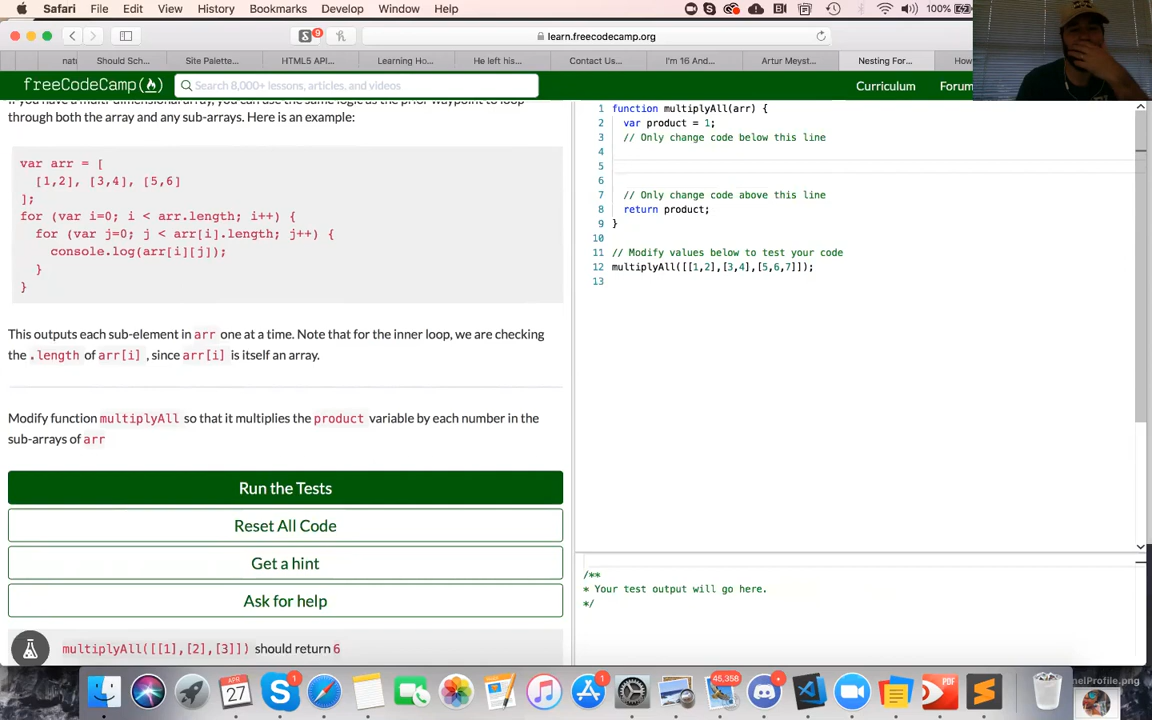 Safari File Edit View History Bookmarks Develop Window Help 100%
learn.freecodecamp.org
9
Should Sch... Site Palette... HTML5 API... Learning Ho... He left his... Contact Us... I'm 16 And... Artur Meyst... Nesting For...
freeCodeCamp Search 8,000+ lessons, articles, and videos Curriculum
through both the array and any sub-arrays. Here is an example:
var arr = [
[1,2], [3,4], [5,6]
];
for (var i=0; i < arr.length; i++) {
for (var j=0; j < arr[i].length; j++) {
console.log(arr[i][j]);
}
}
This outputs each sub-element in arr one at a time. Note that for the inner loop, we are checking
the .length of arr[i] , since arr[i] is itself an array.
Modify function multiplyAll so that it multiplies the product variable by each number in the
sub-arrays of arr
Run the Tests
Reset All Code
Get a hint
Ask for help
multiplyAll([[1],[2],[3]]) should return 6
1 function multiplyAll(arr) {
2 var product = 1;
3 // Only change code below this line
4
5
6
7 // Only change code above this line
8 return product;
9 }
10
11 // Modify values below to test your code
12 multiplyAll([[1,2],[3,4],[5,6,7]]);
13
/**
* Your test output will go here.
*/
APR
27
1
1
45,358
PDF
nelProfile.png